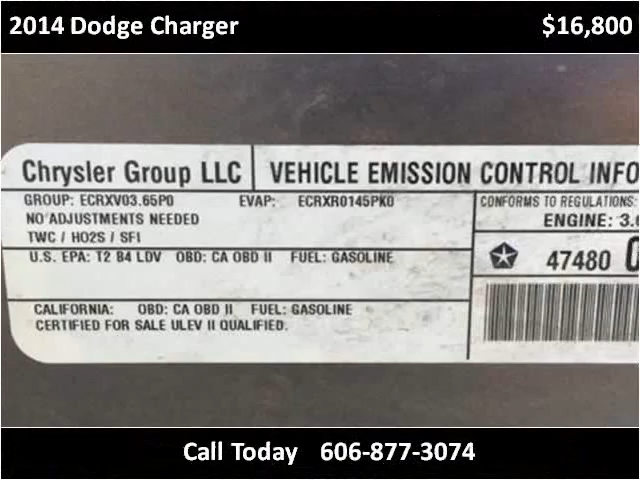 2014 Dodge Charger $16,800
Chrysler Group LLC VEHICLE EMISSION CONTROL INFO
GROUP: ECRXV03.65P0 EVAP: ECRXR0145PK0 CONFORMS TO REGULATIONS:
NO ADJUSTMENTS NEEDED ENGINE: 3.
TWC / HO2S / SFI
U.S. EPA: T2 B4 LDV OBD: CA OBD II FUEL: GASOLINE
47480
CALIFORNIA: OBD: CA OBD II FUEL: GASOLINE
CERTIFIED FOR SALE ULEV II QUALIFIED.
Call Today 606-877-3074